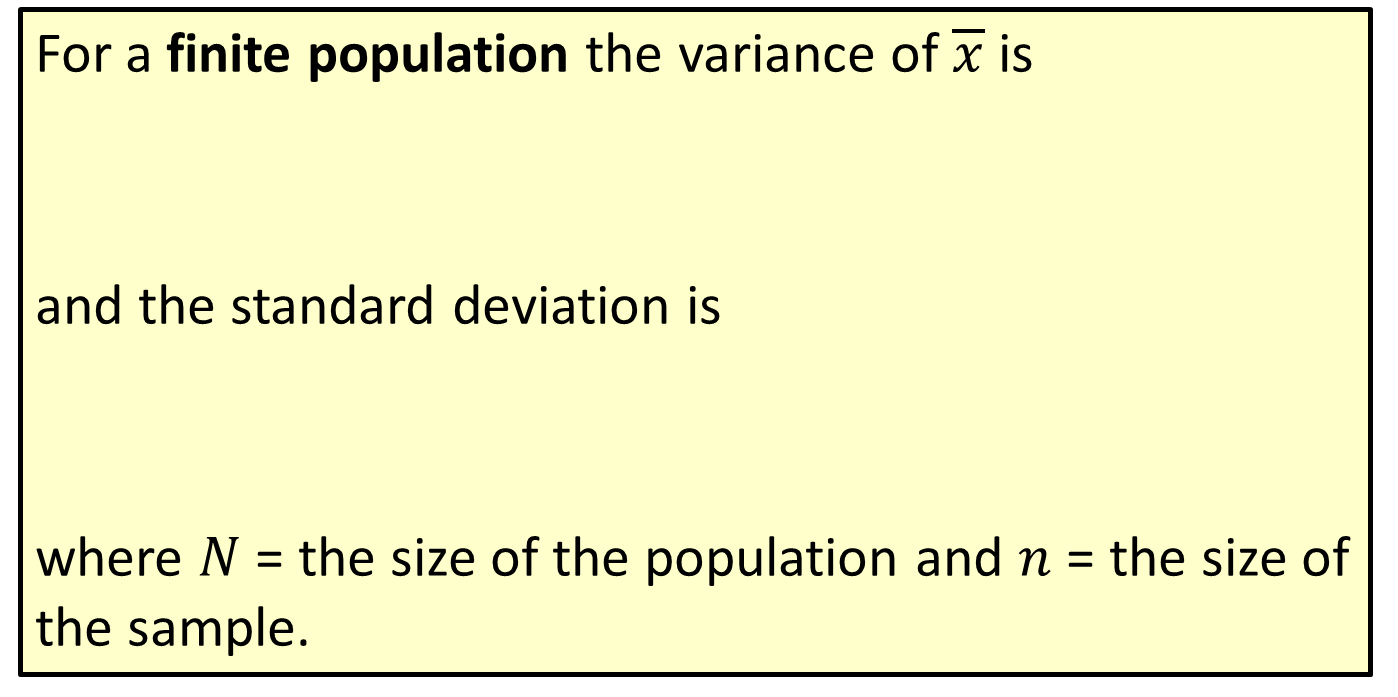 For a finite population the variance of x̅ is
and the standard deviation is
where N = the size of the population and n = the size of
the sample.